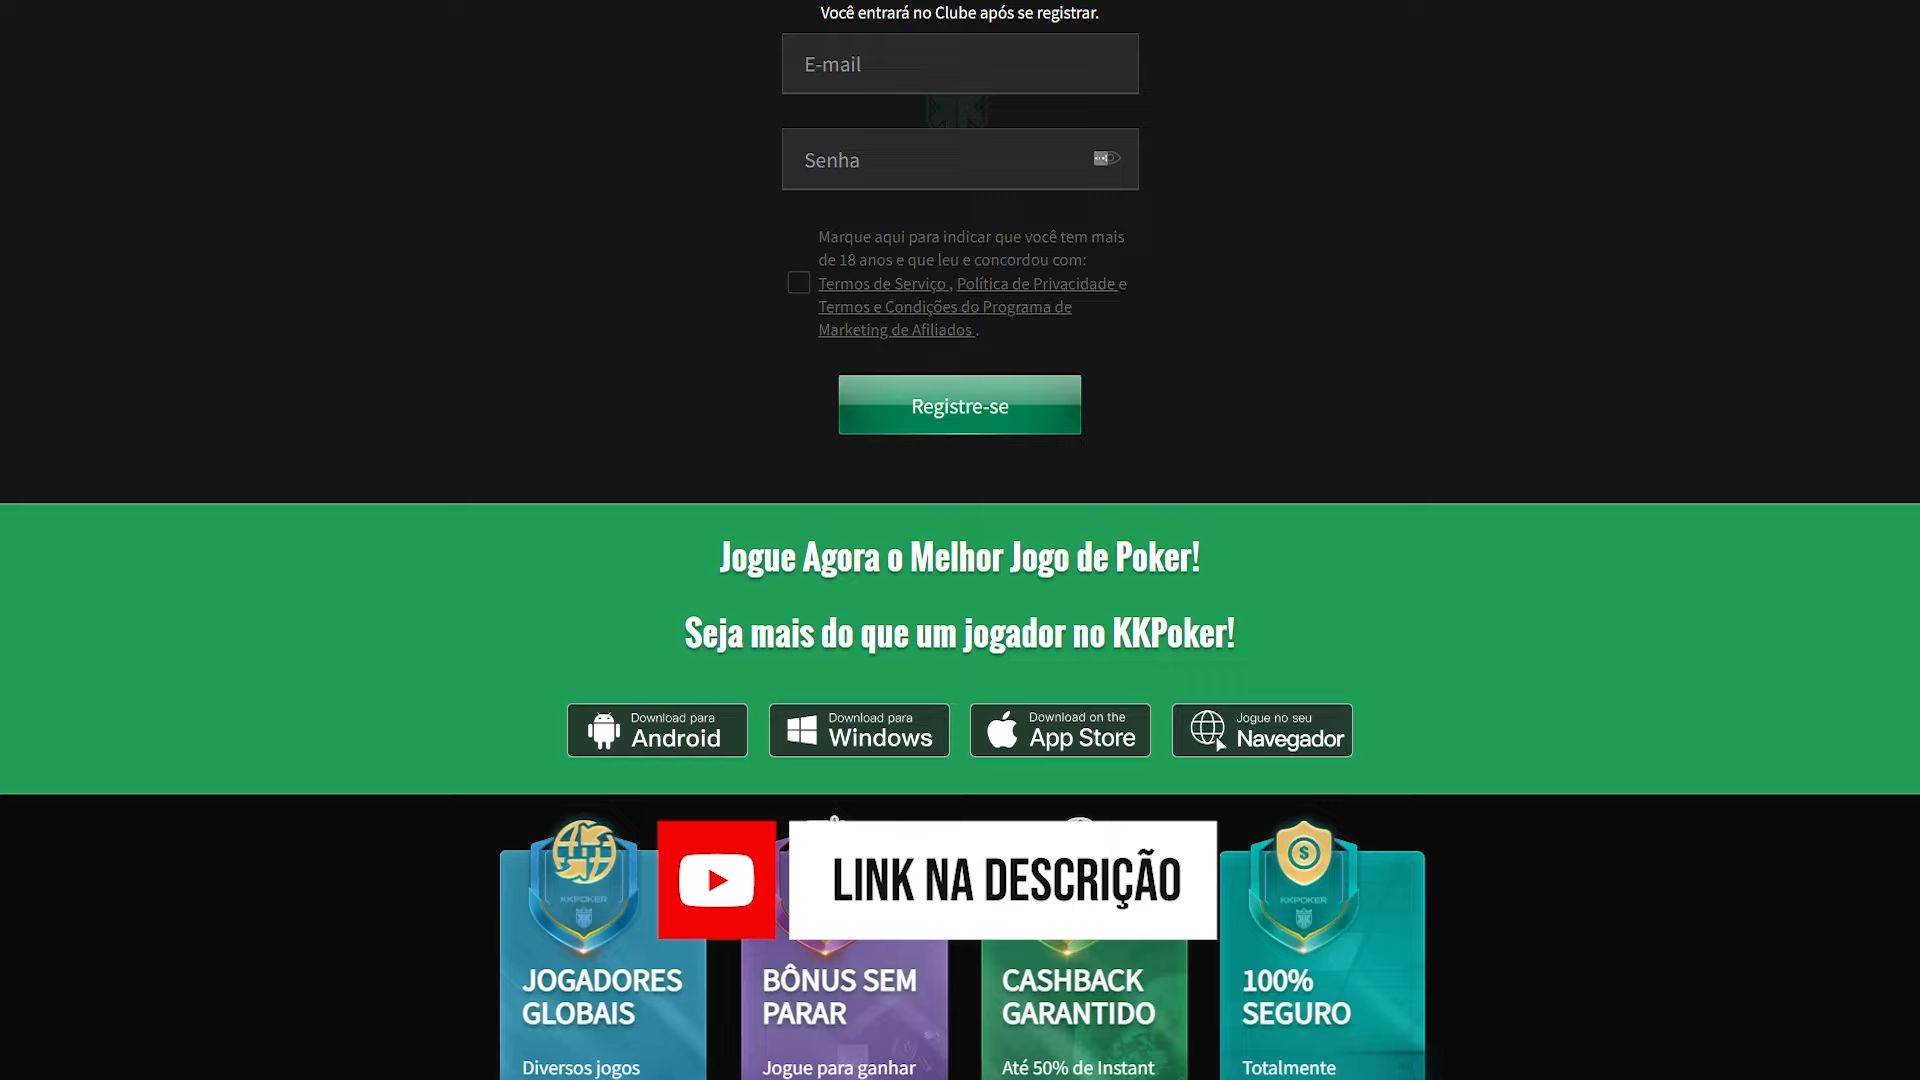 Você entrará no Clube após se registrar.
E-mail
Senha
Marque aqui para indicar que você tem mais
de 18 anos e que leu e concordou com:
Termos de Serviço , Política de Privacidade e
Termos e Condições do Programa de
Marketing de Afiliados .
Registre-se
Jogue Agora o Melhor Jogo de Poker!
Seja mais do que um jogador no KKPoker!
Download para
Android
Download para
Windows
Download on the
App Store
Jogue no seu
Navegador
KKPOKER
LINK NA DESCRIÇÃO
KKPOKER
JOGADORES
GLOBAIS
Diversos jogos
BÔNUS SEM
PARAR
Jogue para ganhar
CASHBACK
GARANTIDO
Até 50% de Instant
100%
SEGURO
Totalmente